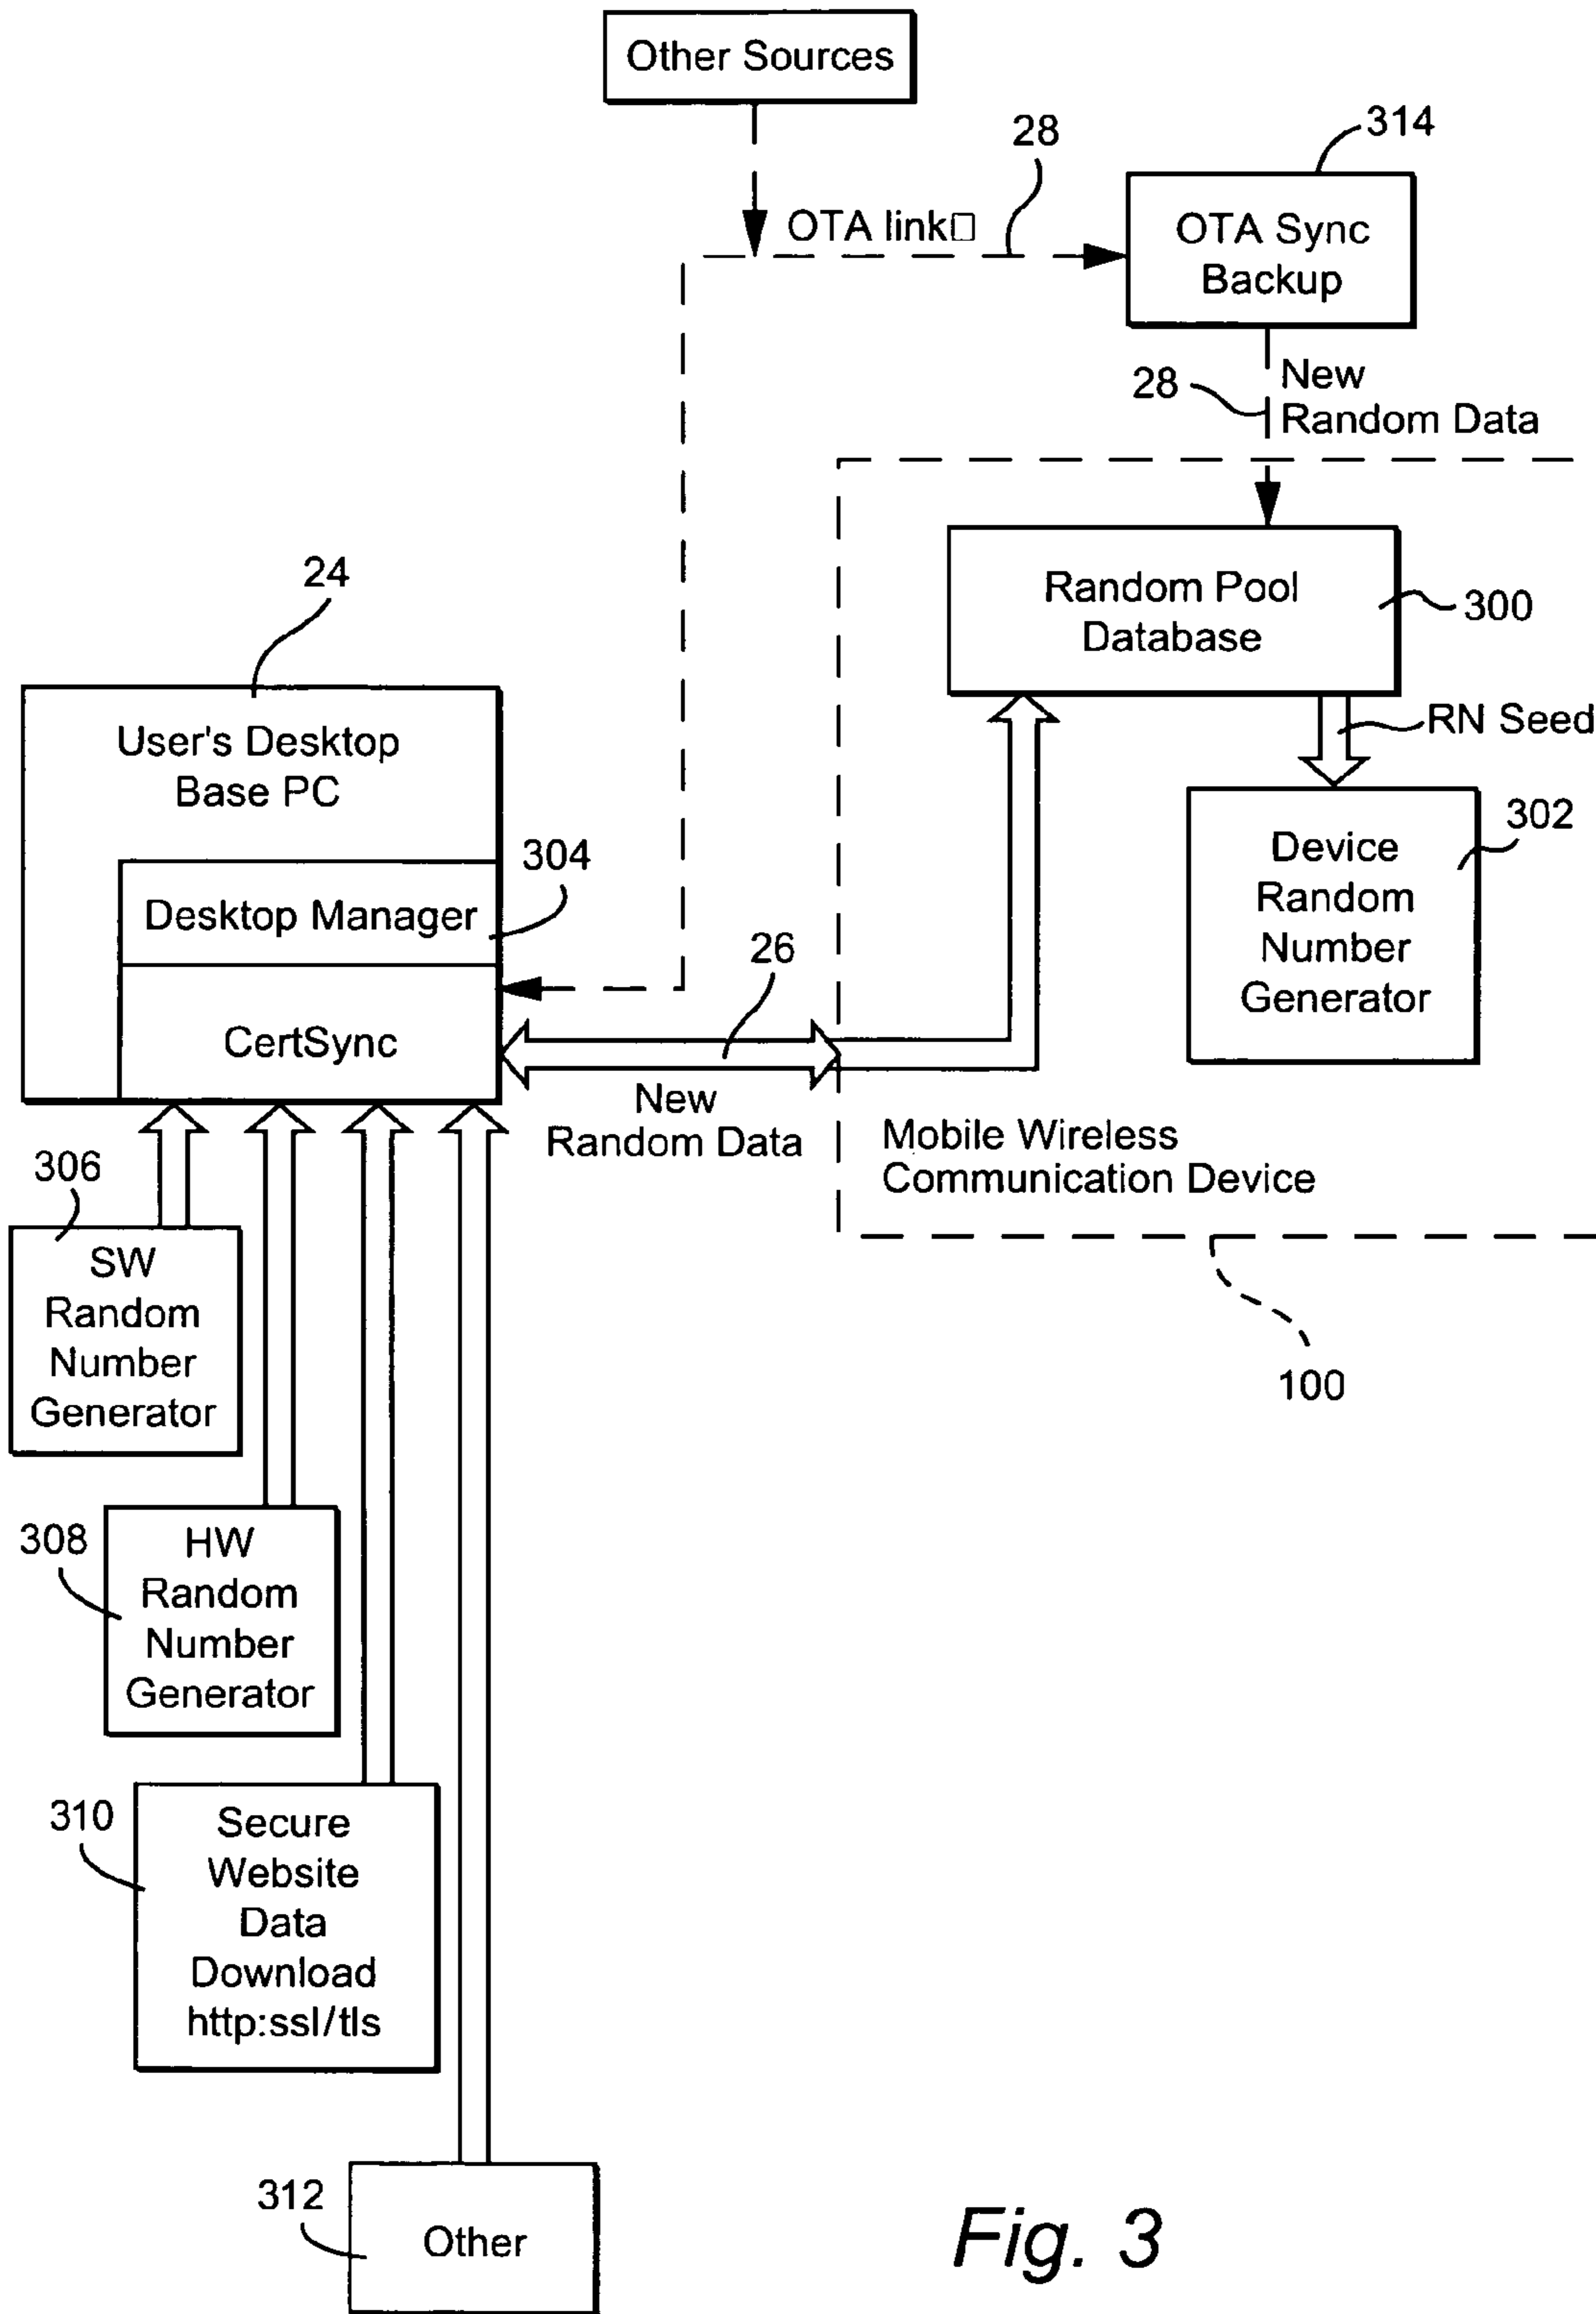 Other Sources
28
314
OTA link□
OTA Sync
Backup
28
New
Random Data
24
Random Pool
Database
300
User's Desktop
Base PC
RN Seed
304
302
Desktop Manager
Device
Random
Number
Generator
26
CertSync
New
Random Data
Mobile Wireless
Communication Device
306
SW
Random
Number
Generator
100
308
HW
Random
Number
Generator
310
Secure
Website
Data
Download
http:ssl/tls
312
Other
Fig. 3